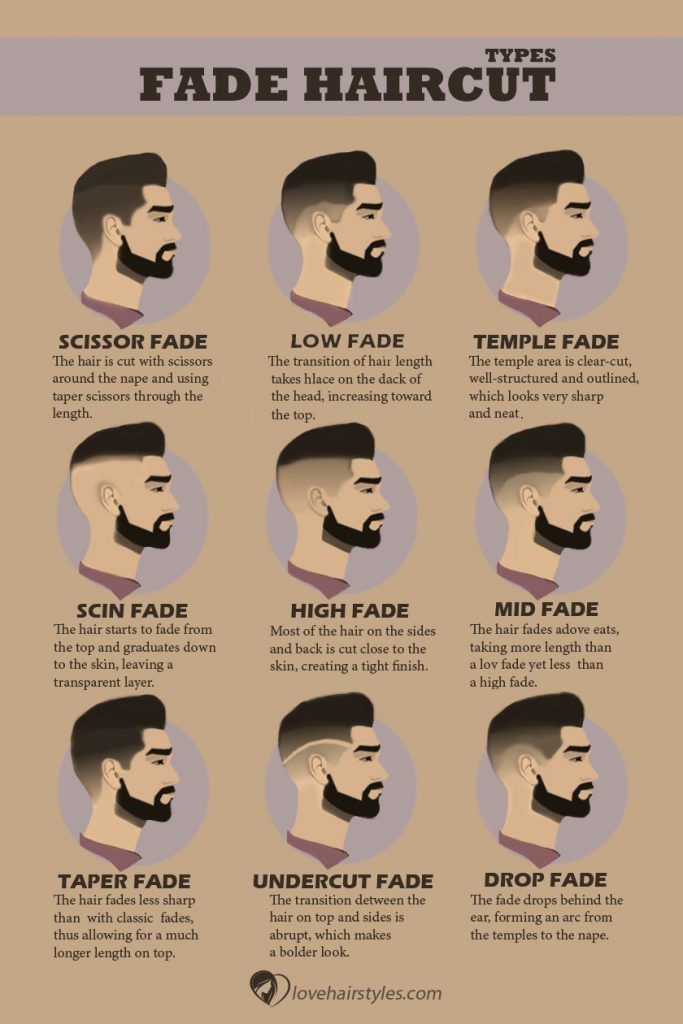 TYPES
FADE HAIRCUT
SCISSOR FADE
The hair is cut with scissors
around the nape and using
taper scissors through the
length.
LOW FADE
The transition of hair length
takes hlace on the dack of
the head, increasing toward
the top.
TEMPLE FADE
The temple area is clear-cut,
well-structured and outlined,
which looks very sharp
and neat.
SCIN FADE
The hair starts to fade from
the top and graduates down
to the skin, leaving a
transparent layer.
HIGH FADE
Most of the hair on the sides
and back is cut close to the
skin, creating a tight finish.
MID FADE
The hair fades adove eats,
taking more length than
a lov fade yet less than
a high fade.
TAPER FADE
The hair fades less sharp
than with classic fades,
thus allowing for a much
longer length on top.
UNDERCUT FADE
The transition detween the
hair on top and sides is
abrupt, which makes
a bolder look.
DROP FADE
The fade drops behind the
ear, forming an arc from
the temples to the nape.
lovehairstyles.com